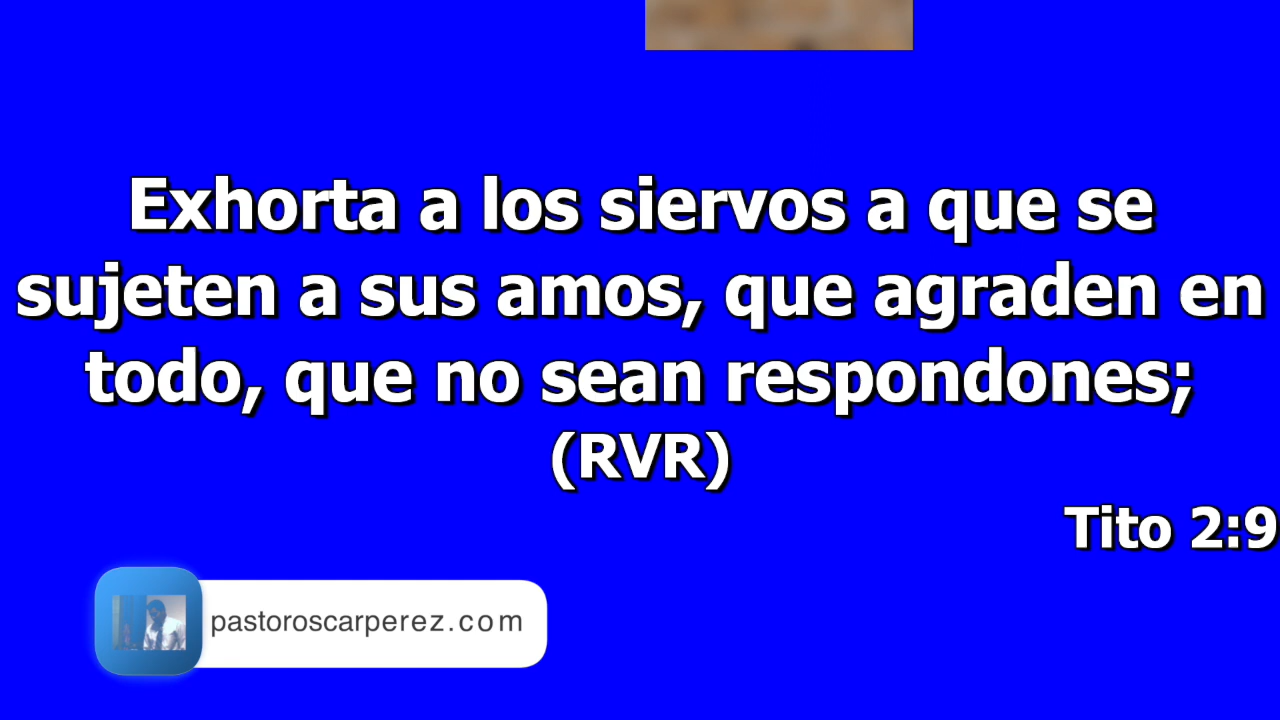 Exhorta a los siervos a que se
sujeten a sus amos, que agraden en
todo, que no sean respondones;
(RVR)
Tito 2:9
pastoroscarperez.com